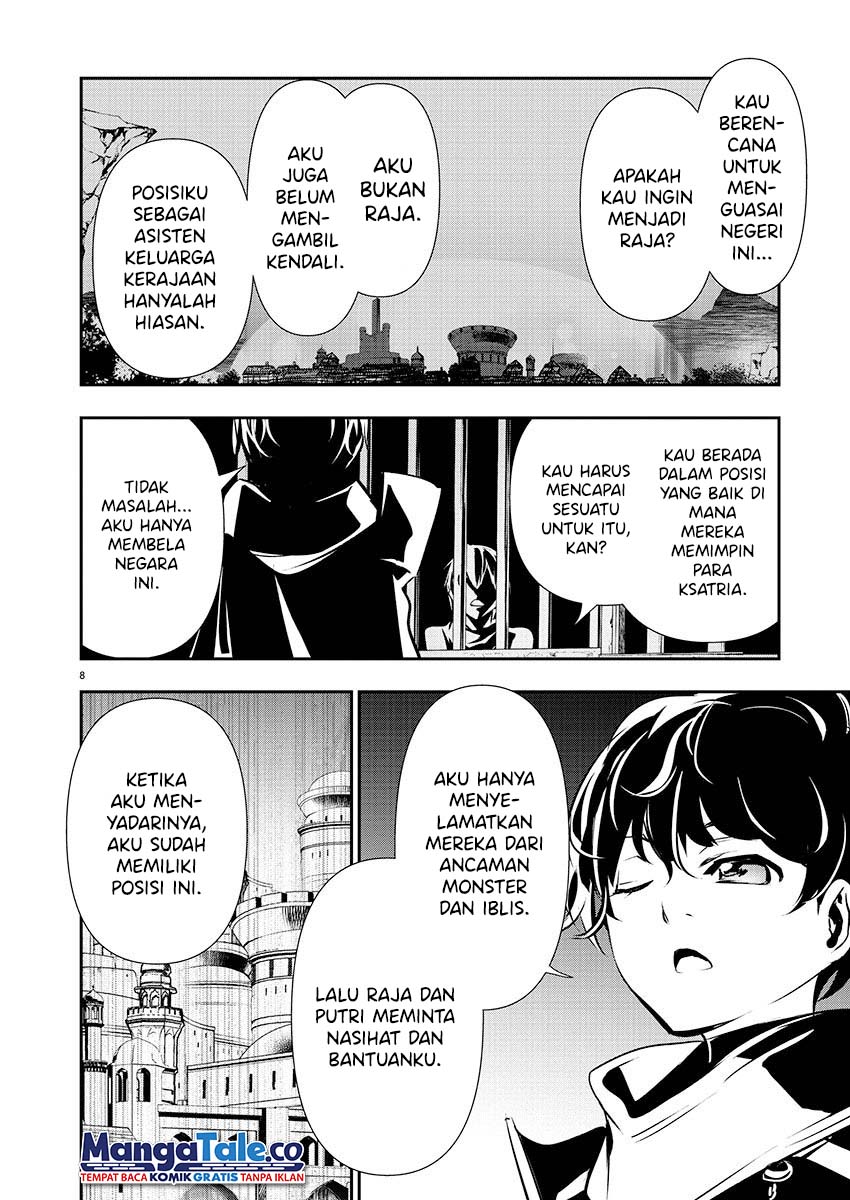 KAU
BEREN-
CANA
UNTUK
MEN-
GUASAI
NEGERI
INI...
APAKAH
KAU INGIN
MENJADI
RAJA?
AKU
BUKAN
RAJA.
AKU
JUGA
BELUM
MEN-
GAMBIL
KENDALI.
POSISIKU
SEBAGAI
ASISTEN
KELUARGA
KERAJAAN
HANYALAH
HIASAN.
KAU BERADA
DALAM POSISI
YANG BAIK DI
MANA
MEREKA
MEMIMPIN
PARA
KSATRIA.
KAU HARUS
MENCAPAI
SESUATU
UNTUK ITU,
KAN?
TIDAK
MASALAH...
AKU HANYA
MEMBELA
NEGARA
INI.
8
AKU HANYA
MENYE-
LAMATKAN
MEREKA DARI
ANCAMAN
MONSTER
DAN IBLIS.
LALU RAJA DAN
PUTRI MEMINTA
NASIHAT DAN
BANTUANKU.
KETIKA
AKU MEN-
YADARINYA,
AKU SUDAH
MEMILIKI
POSISI INI.
MangaTale.co
TEMPAT BACA KOMIK GRATIS TANPA IKLAN